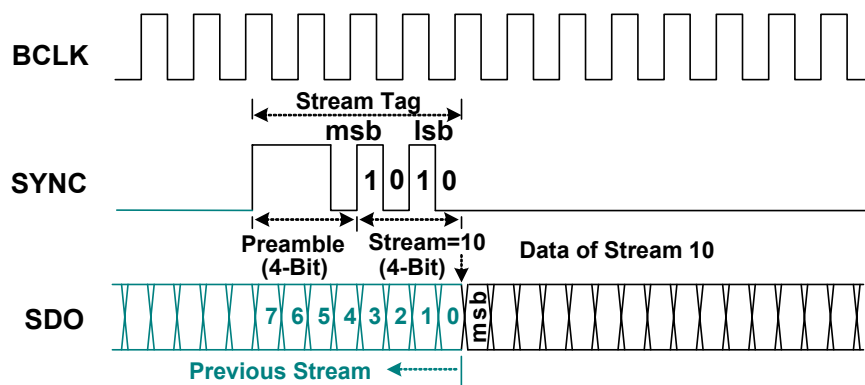 BCLK
Stream Tag
msb lsb
SYNC
1 0 1 0
Preamble
(4-Bit)
Stream=10
(4-Bit)
Data of Stream 10
SDO
7 6 5 4 3 2 1 0
msb
Previous Stream